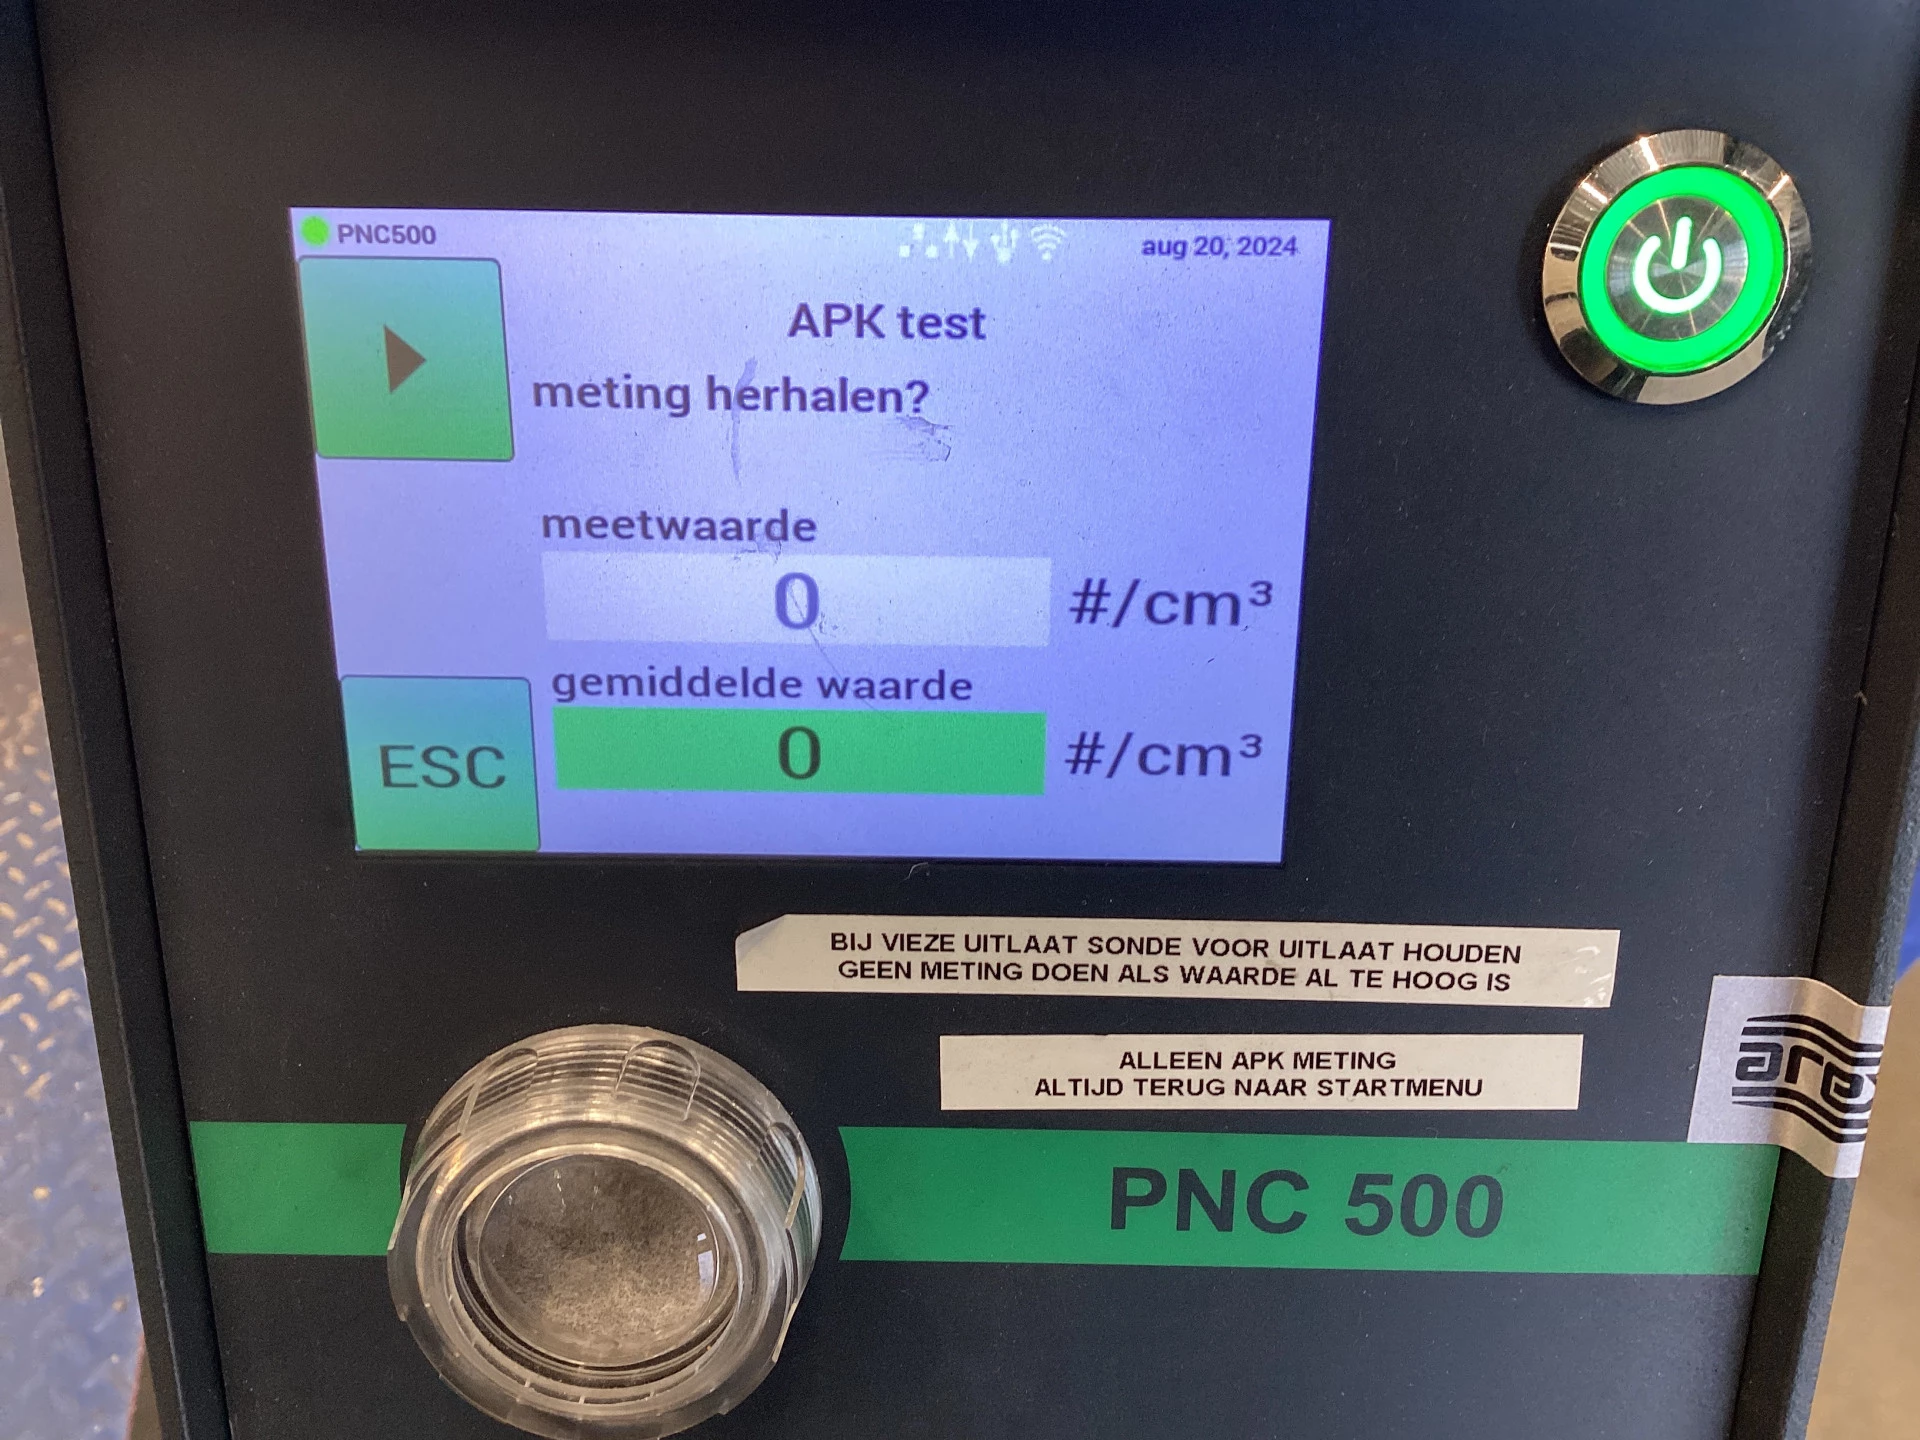 PNC500
aug 20, 2024
APK test
meting herhalen?
meetwaarde
0 #/cm³
gemiddelde waarde
0 #/cm³
ESC
BIJ VIEZE UITLAAT SONDE VOOR UITLAAT HOUDEN
GEEN METING DOEN ALS WAARDE AL TE HOOG IS
ALLEEN APK METING
ALTIJD TERUG NAAR STARTMENU
PNC 500